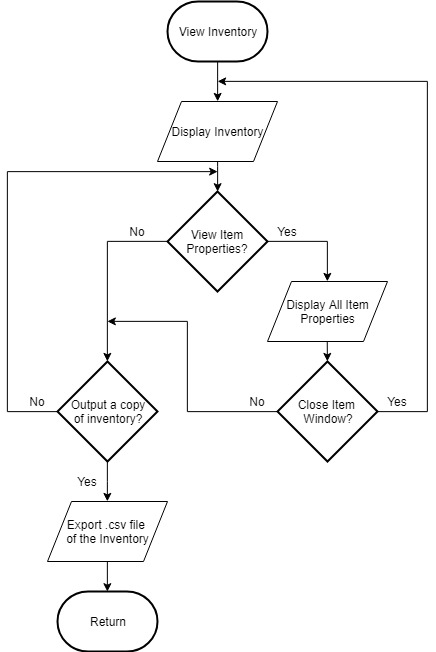 View Inventory
Display Inventory
No
View Item
Properties?
Yes
Display All Item
Properties
No
Output a copy
of inventory?
No
Close Item
Window?
Yes
Yes
Export .csv file
of the Inventory
Return